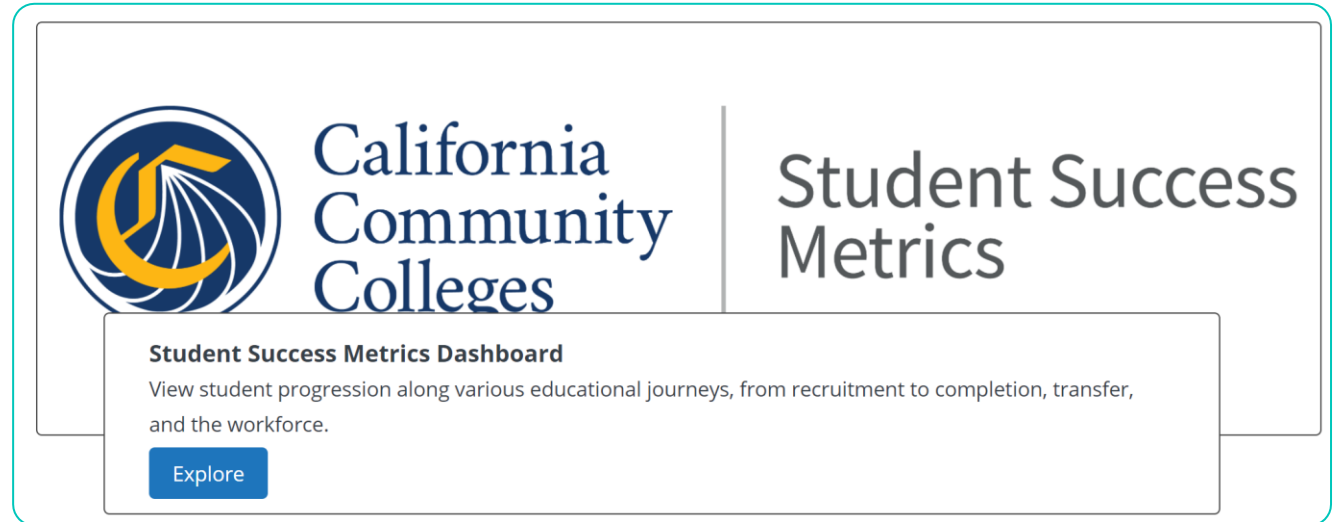 California
Community
Colleges
Student Success
Metrics
Student Success Metrics Dashboard
View student progression along various educational journeys, from recruitment to completion, transfer,
and the workforce.
Explore